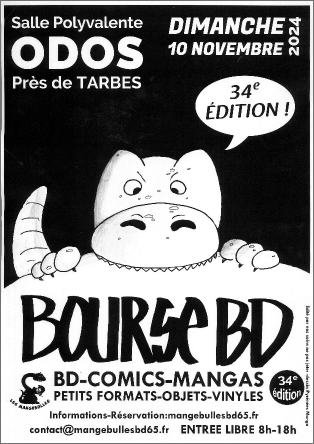 Salle Polyvalente
ODOS
Près de TARBES
DIMANCHE
10 NOVEMBRE
2024
34e
ÉDITION !
BOURSE BD
BD-COMICS-MANGAS
PETITS FORMATS-OBJETS-VINYLES
34e
édition
LES MANGEBULLES
Informations-Réservation:mangebullesbd65.fr
contact@mangebullesbd65.fr ENTREE LIBRE 8h-18h